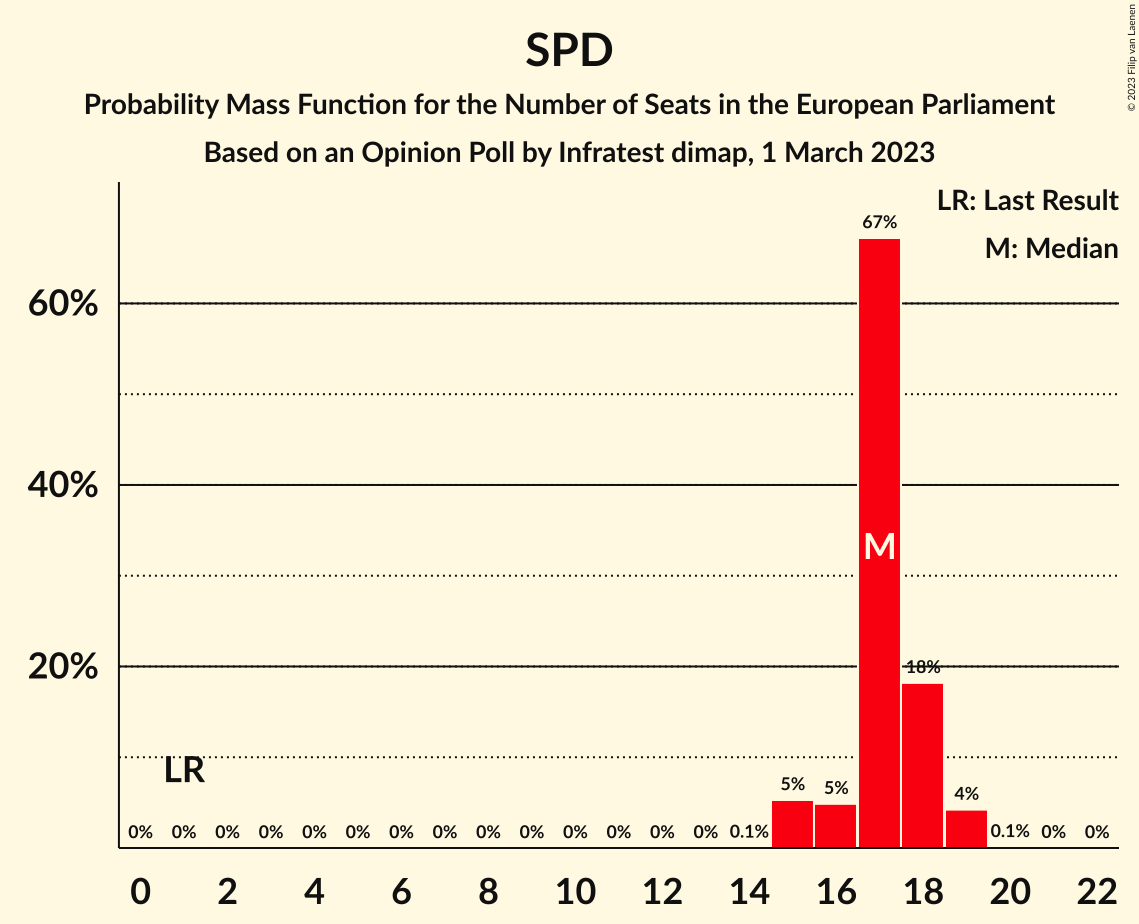 SPD
Probability Mass Function for the Number of Seats in the European Parliament
Based on an Opinion Poll by Infratest dimap, 1 March 2023
© 2023 Filip van Laenen
LR: Last Result
M: Median
67%
60%
40%
M
20%
18%
LR
5%
5%
4%
0% 0% 0% 0% 0% 0% 0% 0% 0% 0% 0% 0% 0% 0% 0.1% 0.1% 0% 0%
0 2 4 6 8 10 12 14 16 18 20 22